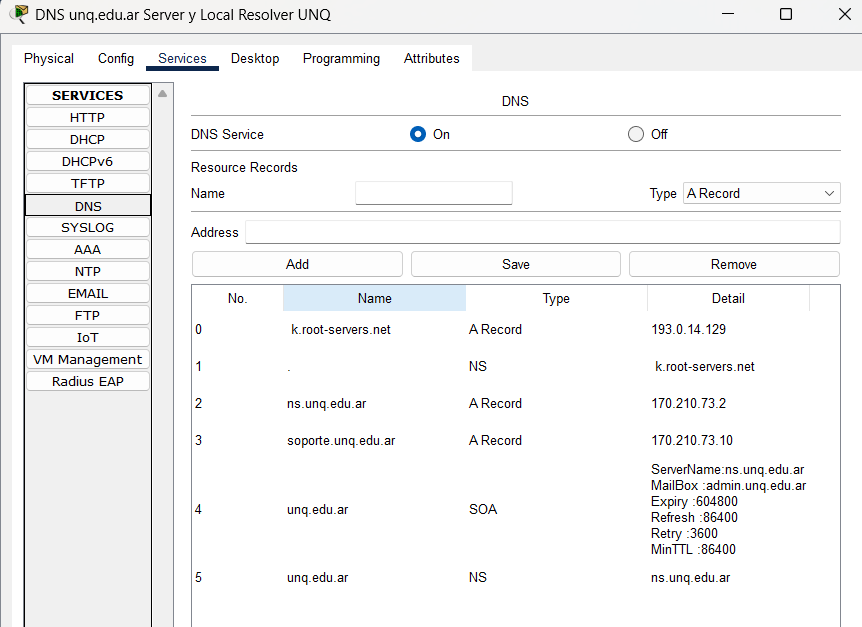 DNS unq.edu.ar Server y Local Resolver UNQ
Physical Config Services Desktop Programming Attributes
SERVICES
HTTP
DHCP
DHCPv6
TFTP
DNS
SYSLOG
AAA
NTP
EMAIL
FTP
IoT
VM Management
Radius EAP
DNS
DNS Service On Off
Resource Records
Name Type A Record
Address
Add Save Remove
No. Name Type Detail
0 k.root-servers.net A Record 193.0.14.129
1 . NS k.root-servers.net
2 ns.unq.edu.ar A Record 170.210.73.2
3 soporte.unq.edu.ar A Record 170.210.73.10
ServerName:ns.unq.edu.ar
MailBox :admin.unq.edu.ar
Expiry :604800
4 unq.edu.ar SOA Refresh :86400
Retry :3600
MinTTL :86400
5 unq.edu.ar NS ns.unq.edu.ar